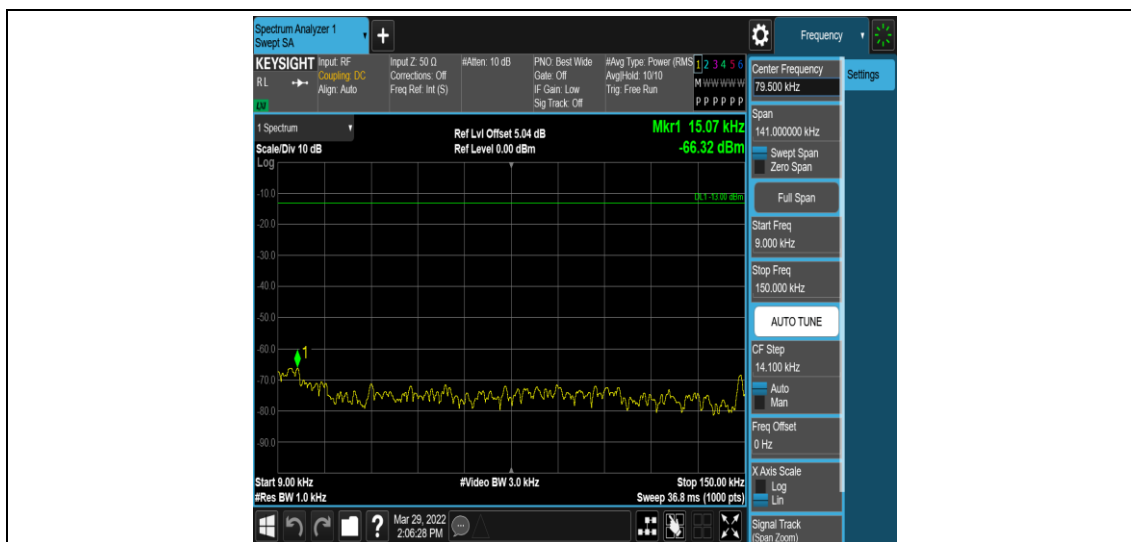 Spectrum Analyzer 1
Swept SA
+
Frequency
KEYSIGHT
RL
LXI
Input: RF
Coupling: DC
Align: Auto
Input Z: 50 Ω
Corrections: Off
Freq Ref: Int (S)
#Atten: 10 dB
PNO: Best Wide
Gate: Off
IF Gain: Low
Sig Track: Off
#Avg Type: Power (RMS
Avg|Hold: 10/10
Trig: Free Run
1 2 3 4 5 6
M W W W W W
P P P P P P
Center Frequency
79.500 kHz
Settings
Span
141.000000 kHz
Swept Span
Zero Span
Full Span
Start Freq
9.000 kHz
Stop Freq
150.000 kHz
AUTO TUNE
CF Step
14.100 kHz
Auto
Man
Freq Offset
0 Hz
X Axis Scale
Log
Lin
Signal Track
(Span Zoom)
1 Spectrum
Scale/Div 10 dB
Log
Ref Lvl Offset 5.04 dB
Ref Level 0.00 dBm
Mkr1 15.07 kHz
-66.32 dBm
DL1 -13.00 dBm
-10.0
-20.0
-30.0
-40.0
-50.0
-60.0
1
-70.0
-80.0
-90.0
Start 9.00 kHz
#Res BW 1.0 kHz
#Video BW 3.0 kHz
Stop 150.00 kHz
Sweep 36.8 ms (1000 pts)
?
Mar 29, 2022
2:06:28 PM